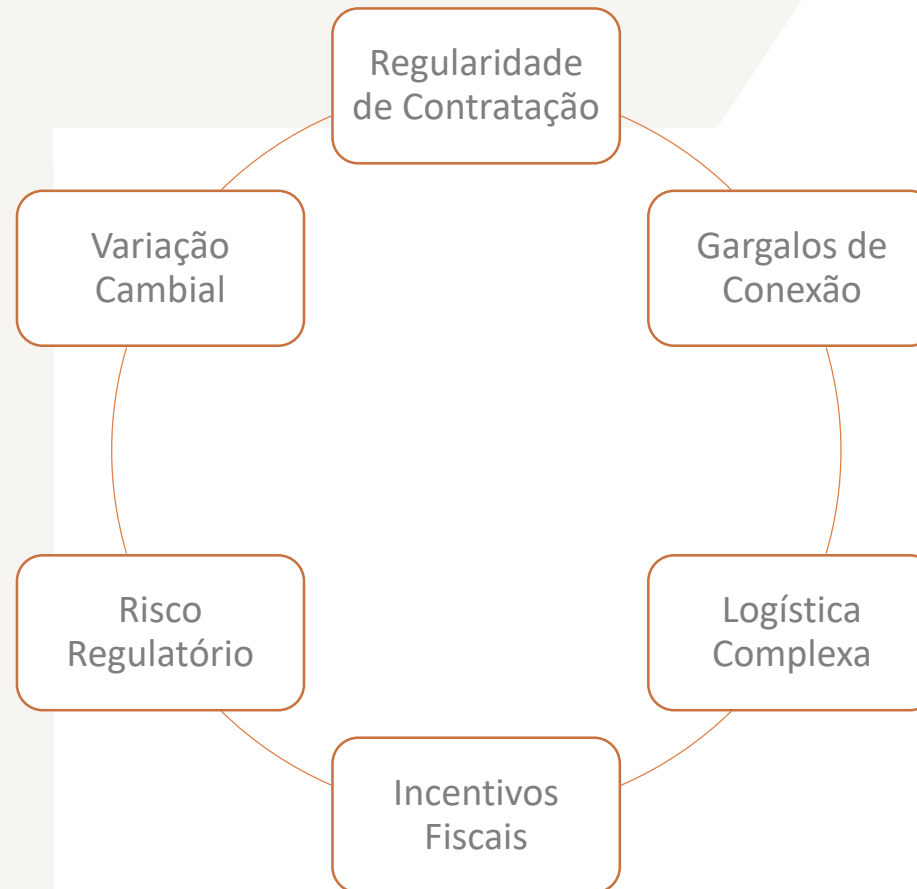 Regularidade
de Contratação
Gargalos de
Conexão
Logística
Complexa
Incentivos
Fiscais
Risco
Regulatório
Variação
Cambial